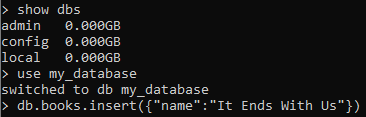 > show dbs
admin   0.000GB
config  0.000GB
local   0.000GB
> use my_database
switched to db my_database
> db.books.insert({"name":"It Ends With Us"})